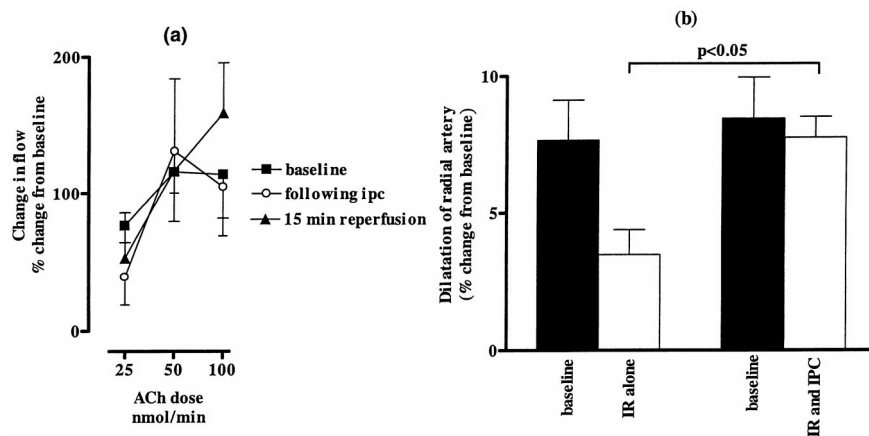 (a)
200
100
0
Change in flow
% change from baseline
25 50 100
ACh dose
nmol/min
baseline
following ipc
15 min reperfusion
(b)
p<0.05
10
5
0
Dilatation of radial artery
(% change from baseline)
baseline
IR alone
baseline
IR and IPC